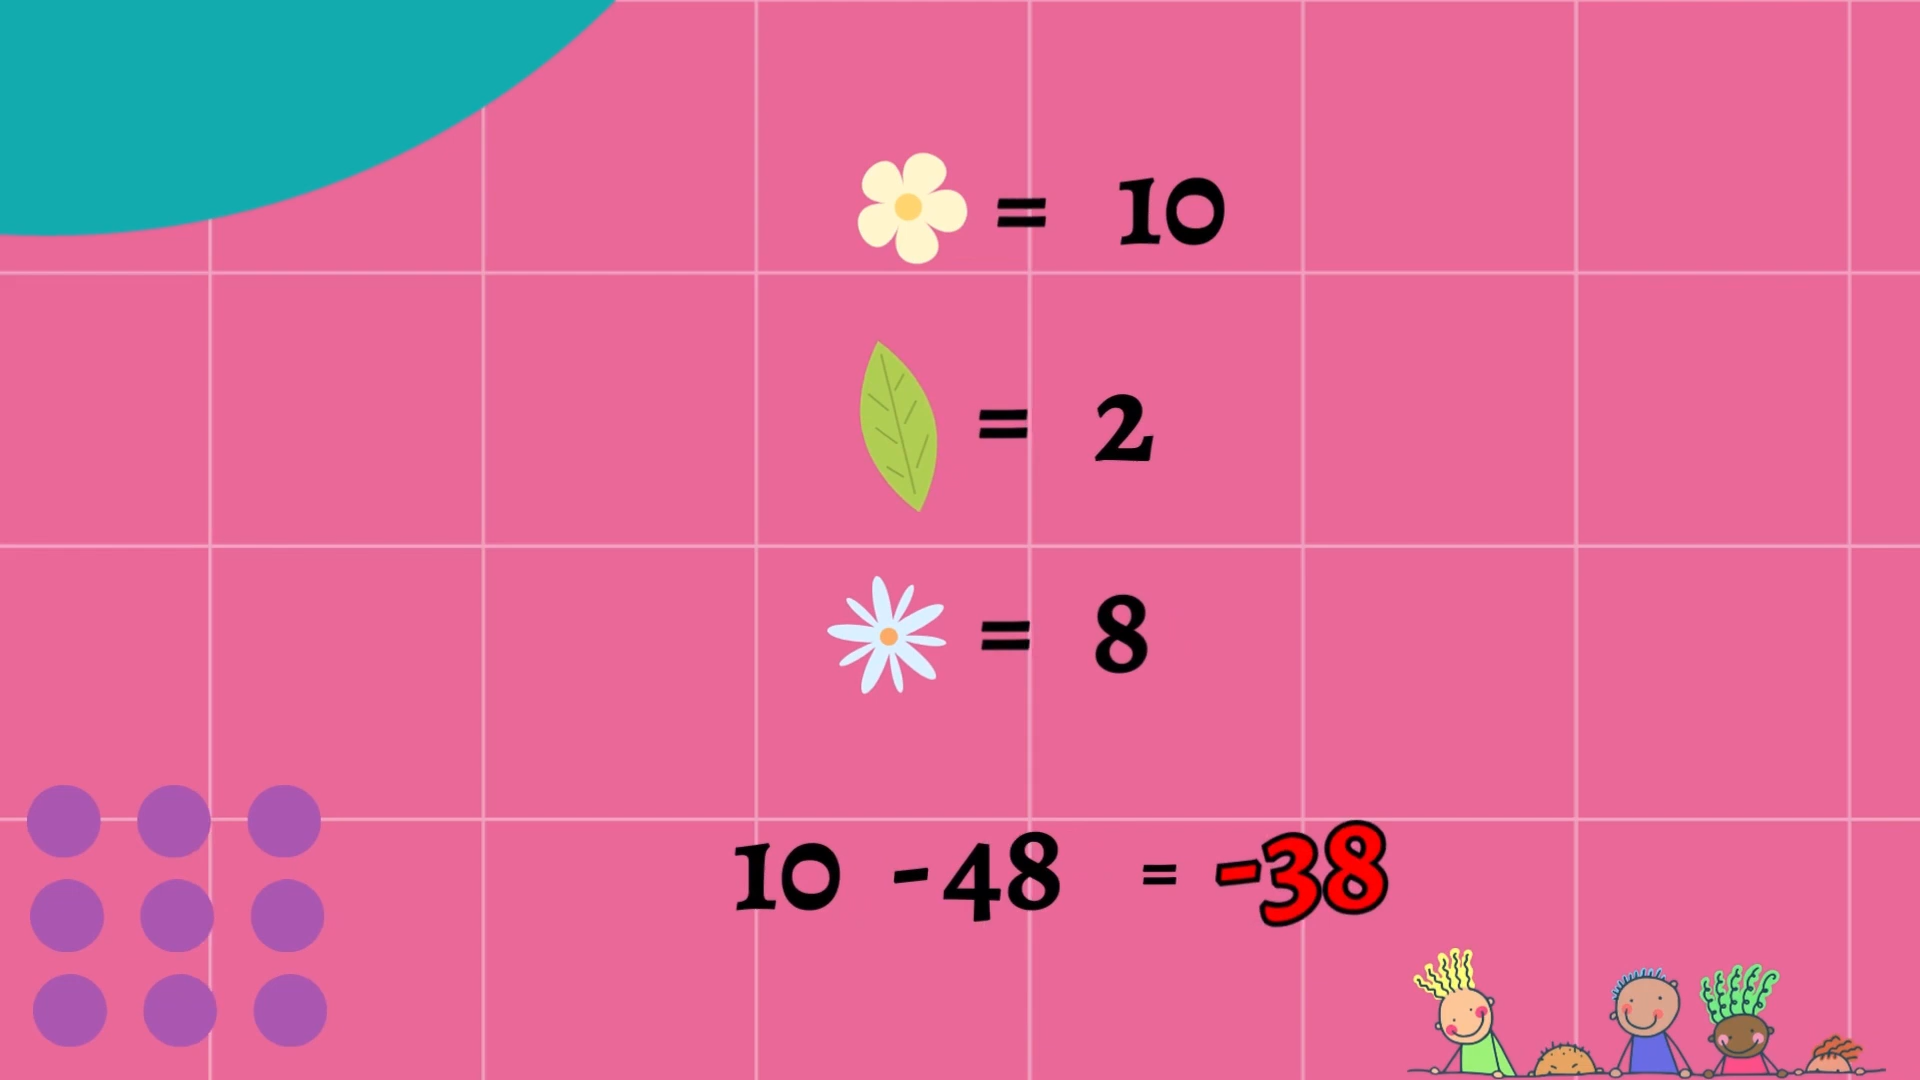 = 10
= 2
= 8
10 -48 = -38